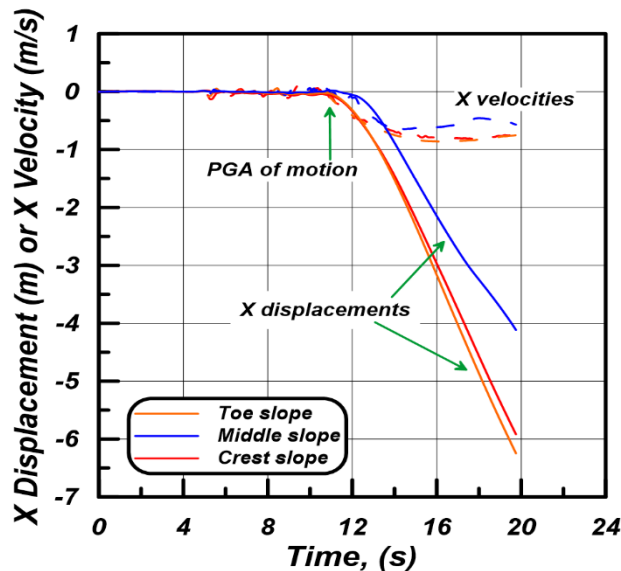 X Displacement (m) or X Velocity (m/s)
1
0
-1
-2
-3
-4
-5
-6
-7
X velocities
PGA of motion
X displacements
Toe slope
Middle slope
Crest slope
0
4
8
12
16
20
24
Time, (s)